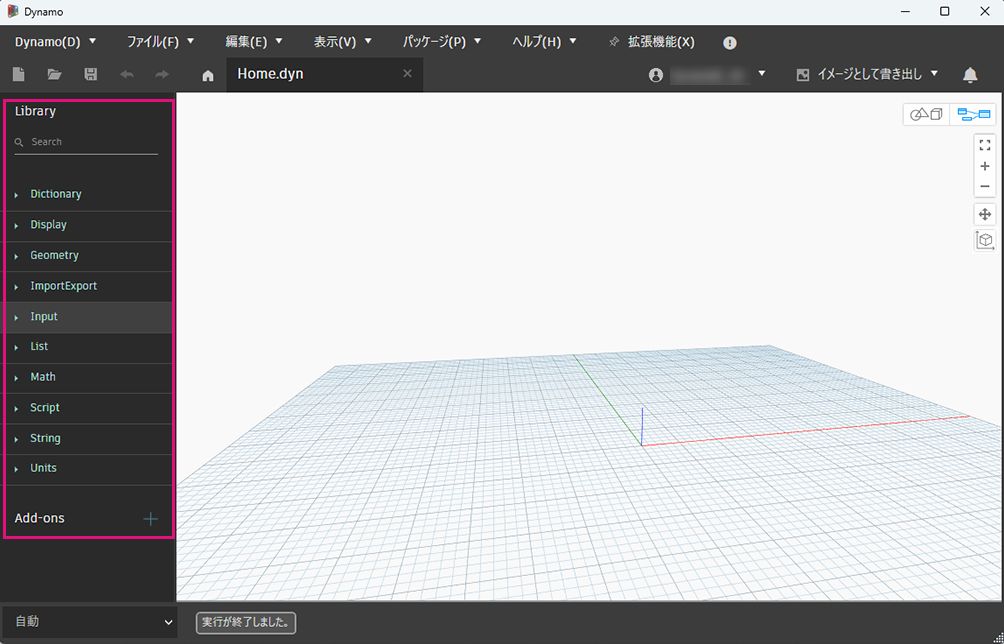 Dynamo
Dynamo(D) ファイル(F) 編集(E) 表示(V) パッケージ(P) ヘルプ(H) 拡張機能(X)
Home.dyn イメージとして書き出し
Library
Search
Dictionary
Display
Geometry
ImportExport
Input
List
Math
Script
String
Units
Add-ons
自動 実行が終了しました。